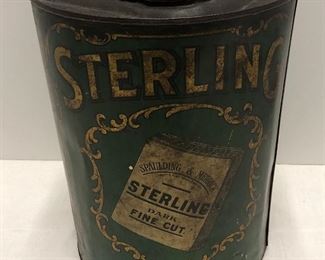 STERLING
SPAULDING & MERRICK
STERLING
DARK
FINE CUT.